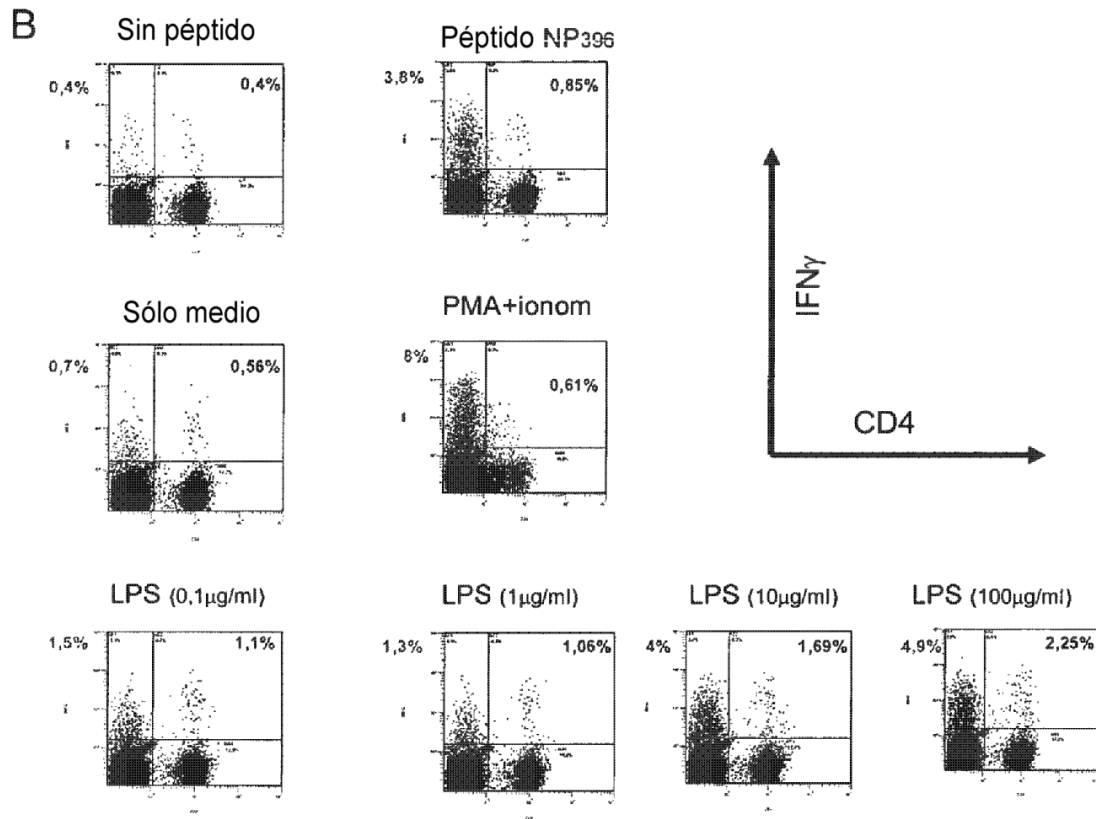 B
Sin péptido
Péptido NP396
0,4%
0,4%
3,8%
0,85%
IFNγ
CD4
Sólo medio
PMA+ionom
0,7%
0,56%
8%
0,61%
LPS (0,1µg/ml)
LPS (1µg/ml)
LPS (10µg/ml)
LPS (100µg/ml)
1,5%
1,1%
1,3%
1,06%
4%
1,69%
4,9%
2,25%